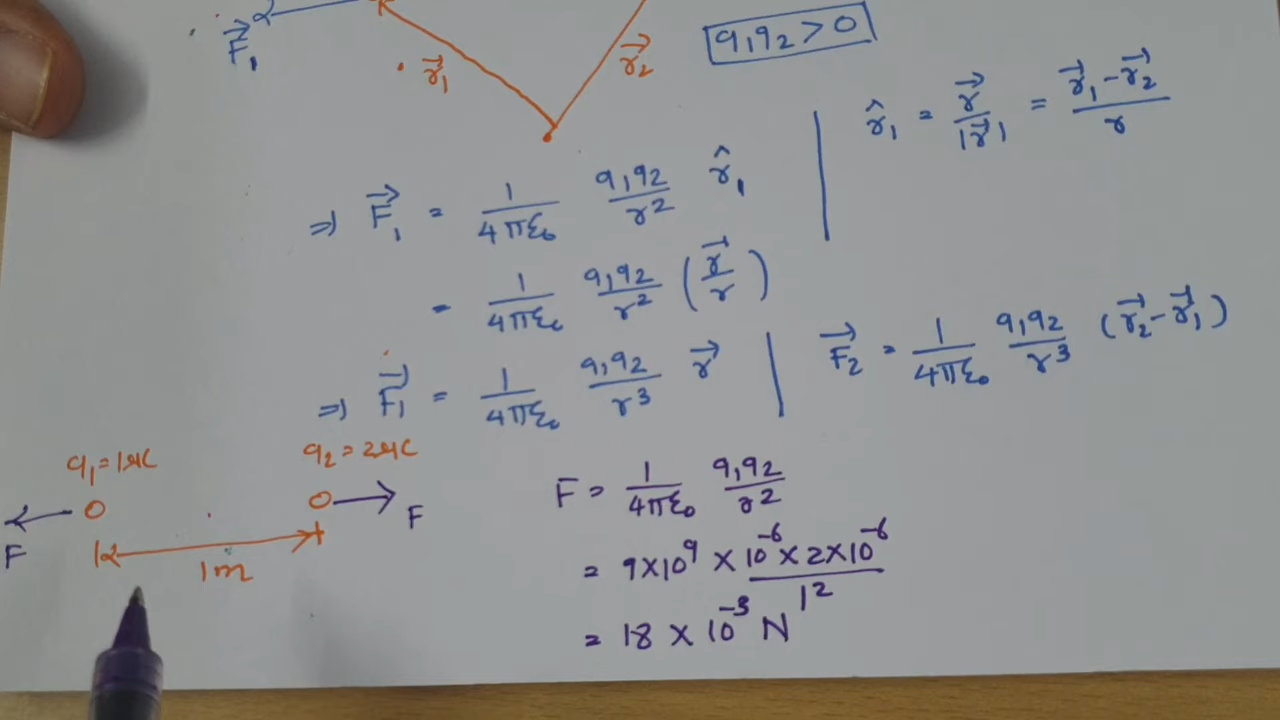 F⃗₁
r⃗₁
r⃗₂
q₁q₂ > 0
r̂₁ = r⃗/|r⃗| = (r⃗₁ - r⃗₂)/r
⇒ F⃗₁ = 1/4πε₀ q₁q₂/r² r̂₁
= 1/4πε₀ q₁q₂/r² (r⃗/r)
⇒ F⃗₁ = 1/4πε₀ q₁q₂/r³ r⃗
F⃗₂ = 1/4πε₀ q₁q₂/r³ (r⃗₂ - r⃗₁)
q₁ = 1μC
q₂ = 2μC
F
F
1m
F = 1/4πε₀ q₁q₂/r²
= 9×10⁹ × 10⁻⁶ × 2×10⁻⁶/1²
= 18 × 10⁻³ N